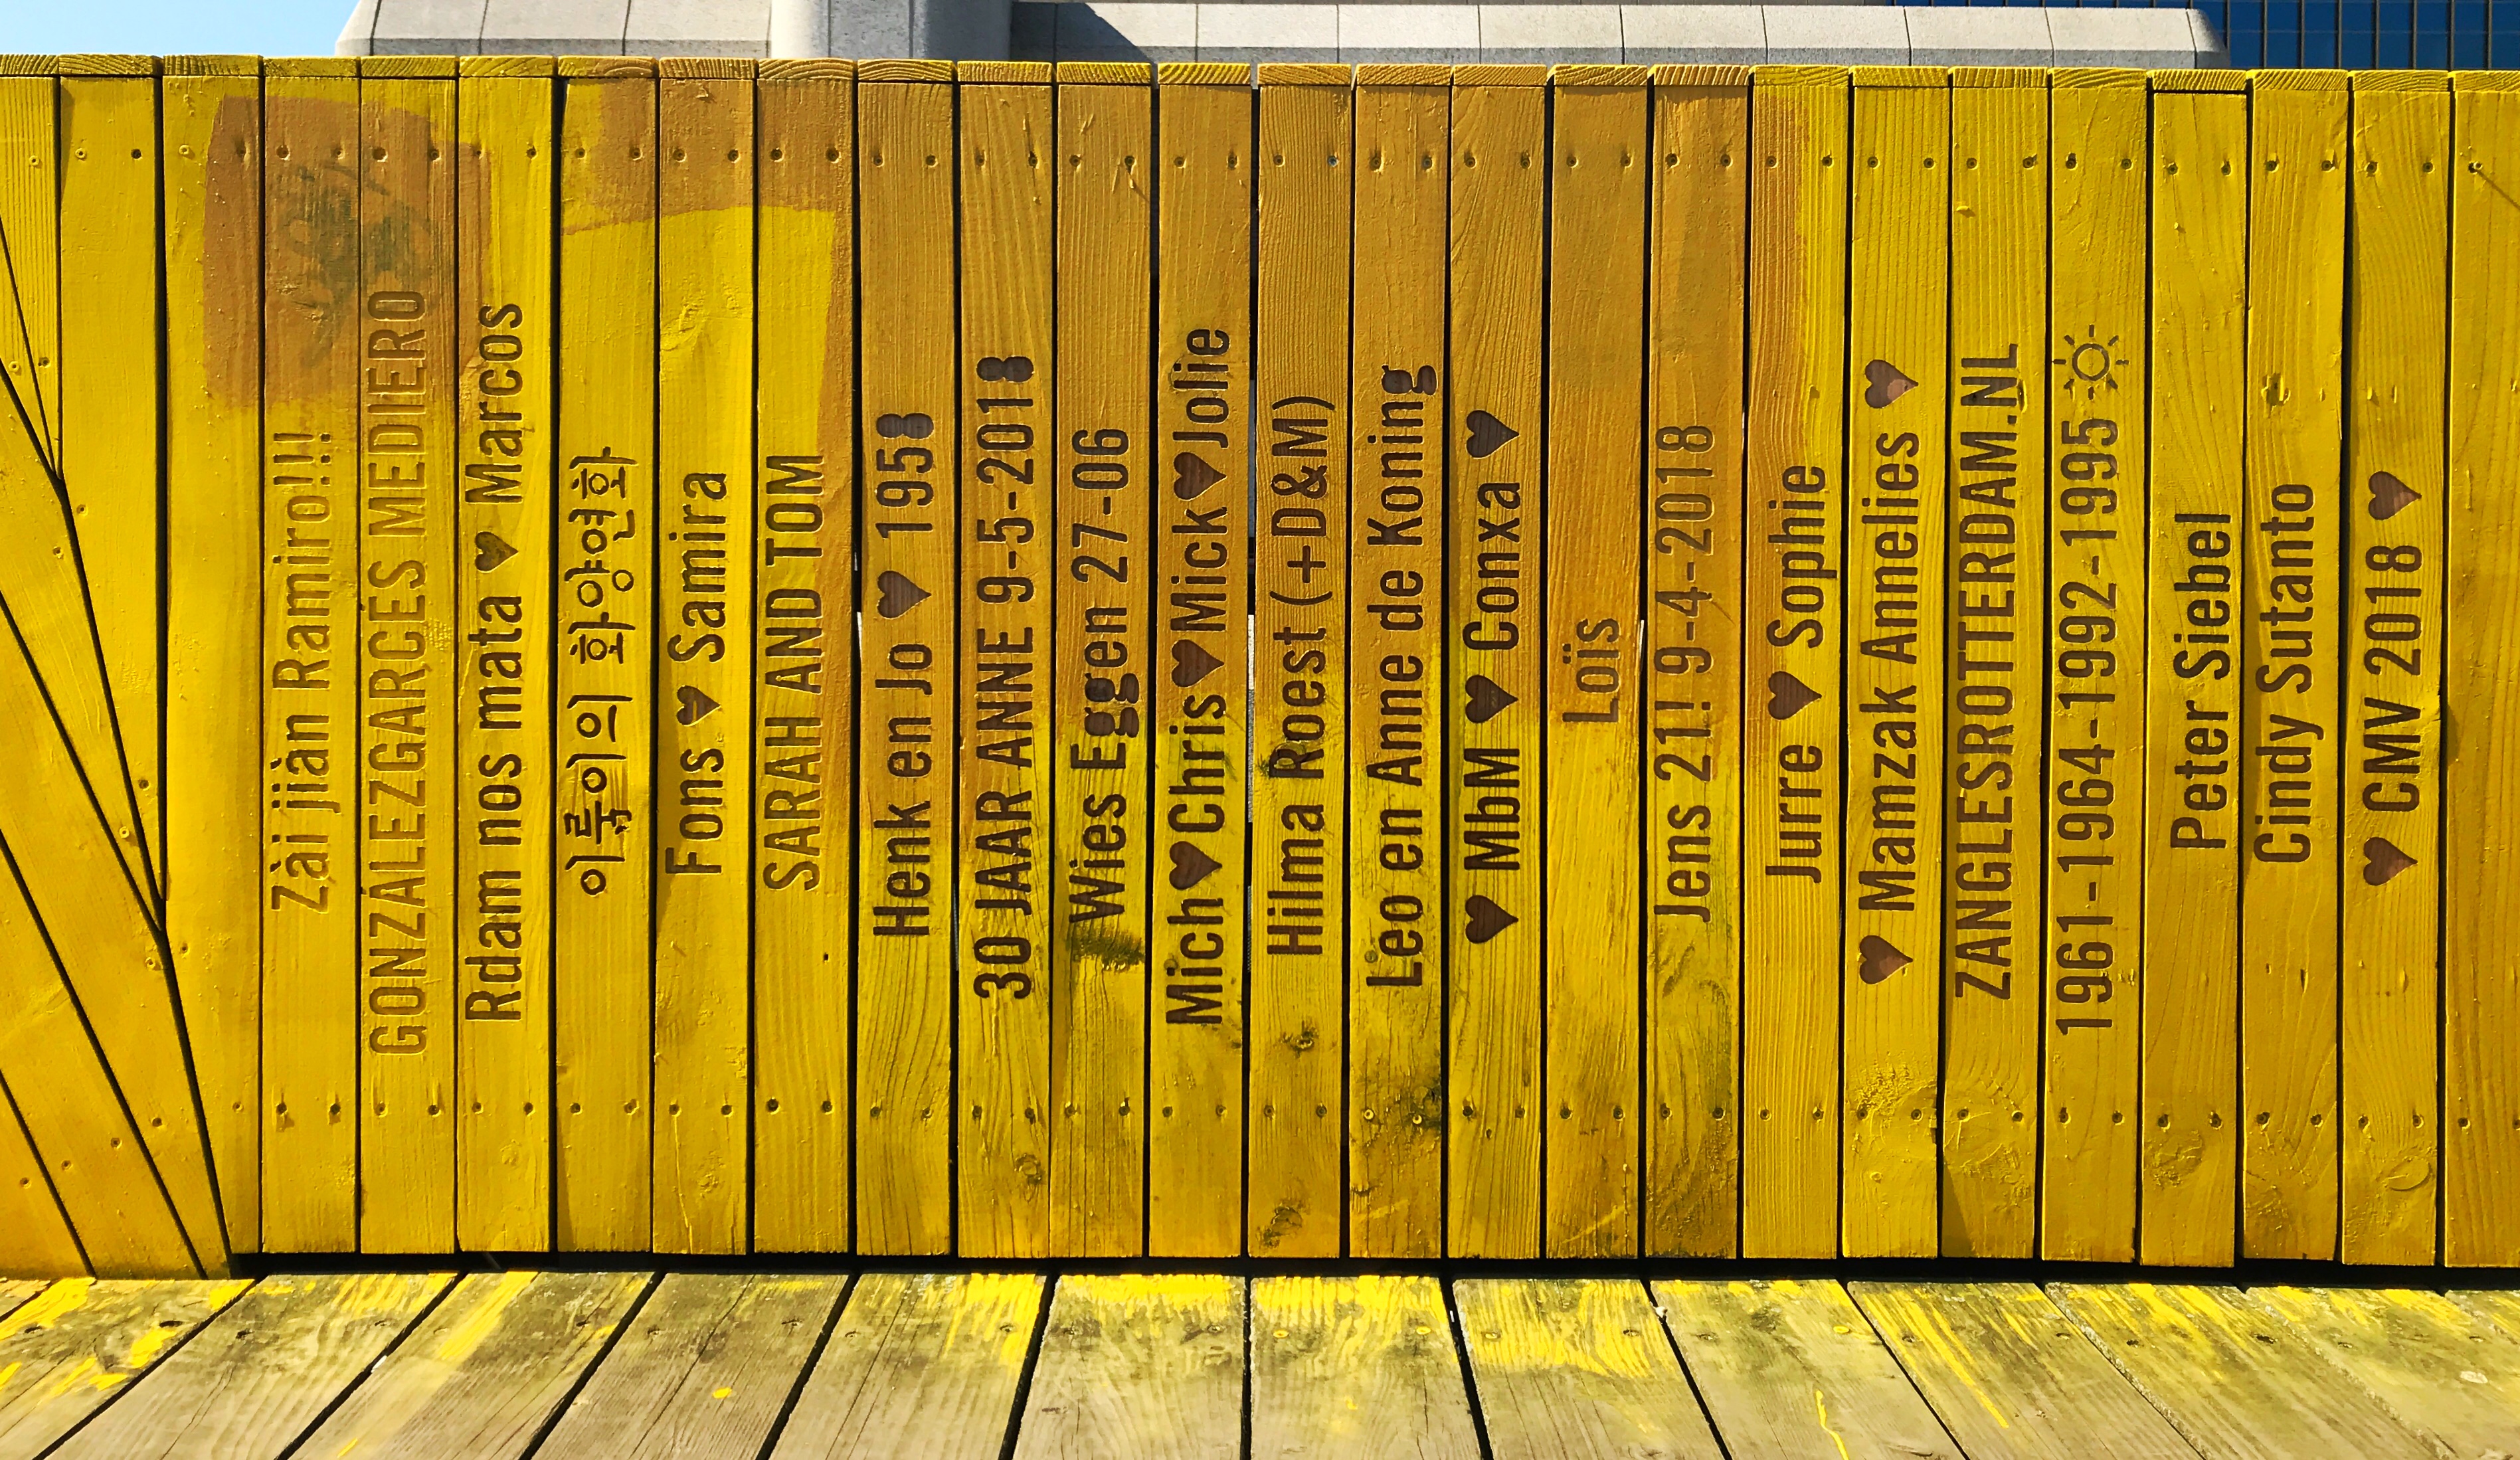 Zài jiàn Ramiro!!!
GONZÁLEZGARCÉS MEDIERO
Rdam nos mata ♥ Marcos
이룩이의 화양연화
Fons ♥ Samira
SARAH AND TOM
Henk en Jo ♥ 1958
30 JAAR ANNE 9-5-2018
Wies Eggen 27-06
Mich♥Chris♥Mick♥Jolie
Hilma Roest (+D&M)
Leo en Anne de Koning
♥ MbM ♥ Conxa ♥
Loïs
Jens 21! 9-4-2018
Jurre ♥ Sophie
♥ Mamzak Annelies ♥
ZANGLESROTTERDAM.NL
1961-1964-1992-1995 ☼
Peter Siebel
Cindy Sutanto
♥ CMV 2018 ♥